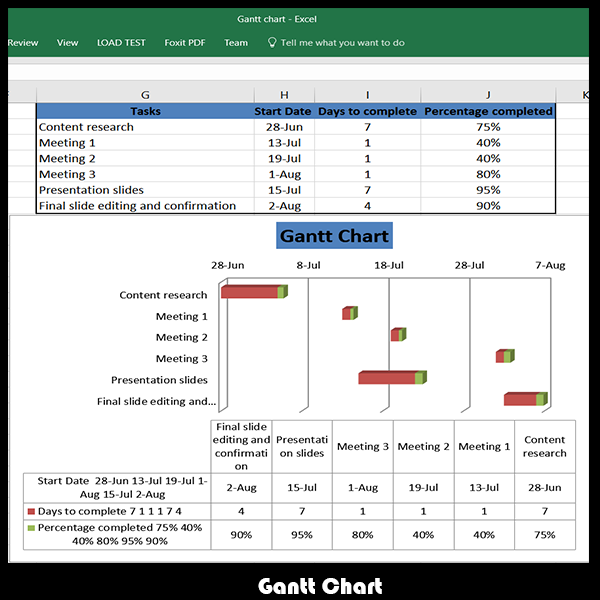 Gantt chart - Excel
Review View LOAD TEST Foxit PDF Team Tell me what you want to do
G H I J K
Tasks Start Date Days to complete Percentage completed
Content research 28-Jun 7 75%
Meeting 1 13-Jul 1 40%
Meeting 2 19-Jul 1 40%
Meeting 3 1-Aug 1 80%
Presentation slides 15-Jul 7 95%
Final slide editing and confirmation 2-Aug 4 90%
Gantt Chart
28-Jun 8-Jul 18-Jul 28-Jul 7-Aug
Content research
Meeting 1
Meeting 2
Meeting 3
Presentation slides
Final slide editing and...
Final slide
editing and
confirmati
on
Presentati
on slides
Meeting 3
Meeting 2
Meeting 1
Content
research
Start Date 28-Jun 13-Jul 19-Jul 1-
Aug 15-Jul 2-Aug
2-Aug 15-Jul 1-Aug 19-Jul 13-Jul 28-Jun
Days to complete 7 1 1 1 7 4
4 7 1 1 1 7
Percentage completed 75% 40%
40% 80% 95% 90%
90% 95% 80% 40% 40% 75%
Gantt Chart